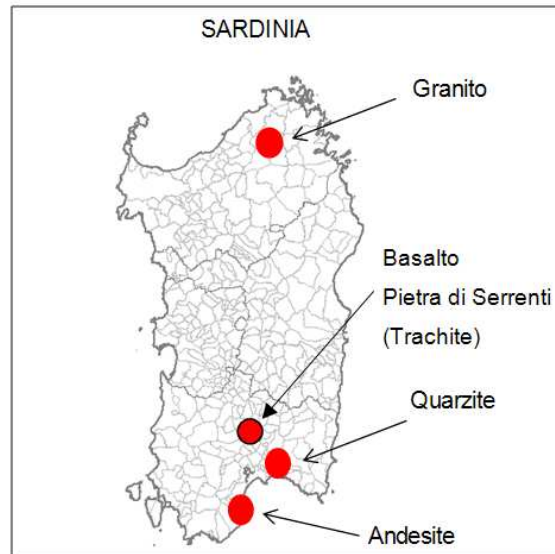 SARDINIA
Granito
Basalto
Pietra di Serrenti
(Trachite)
Quarzite
Andesite